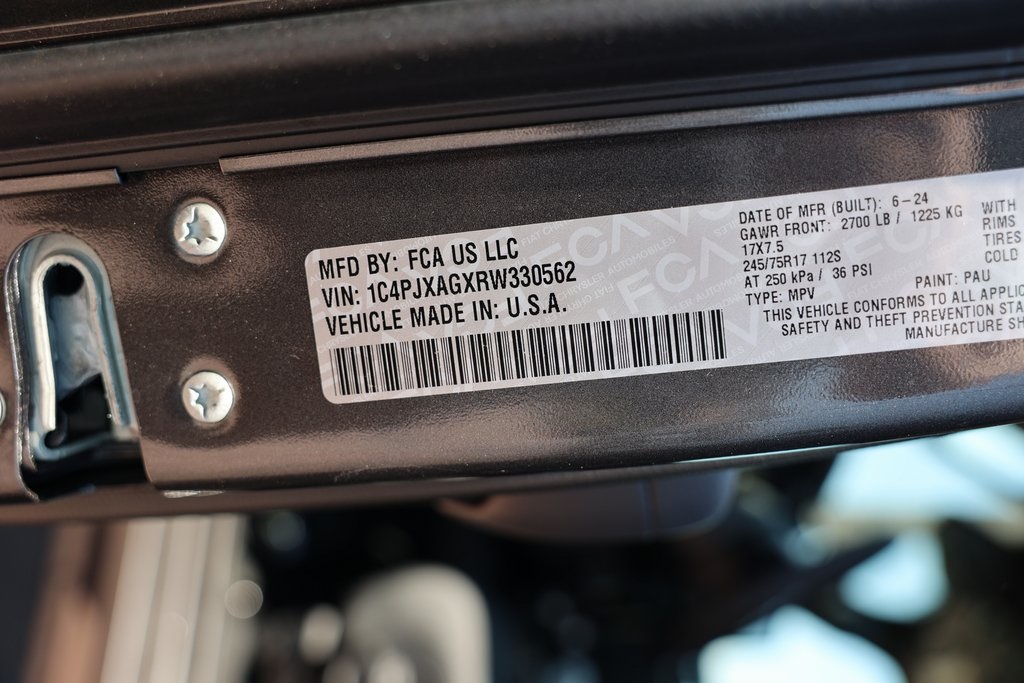 MFD BY: FCA US LLC
VIN: 1C4PJXAGXRW330562
VEHICLE MADE IN: U.S.A.
DATE OF MFR (BUILT): 6-24
GAWR FRONT: 2700 LB / 1225 KG
17X7.5
245/75R17 112S
AT 250 kPa / 36 PSI
TYPE: MPV
PAINT: PAU
THIS VEHICLE CONFORMS TO ALL APPLIC
SAFETY AND THEFT PREVENTION STA
MANUFACTURE SH
WITH
RIMS
TIRES
COLD